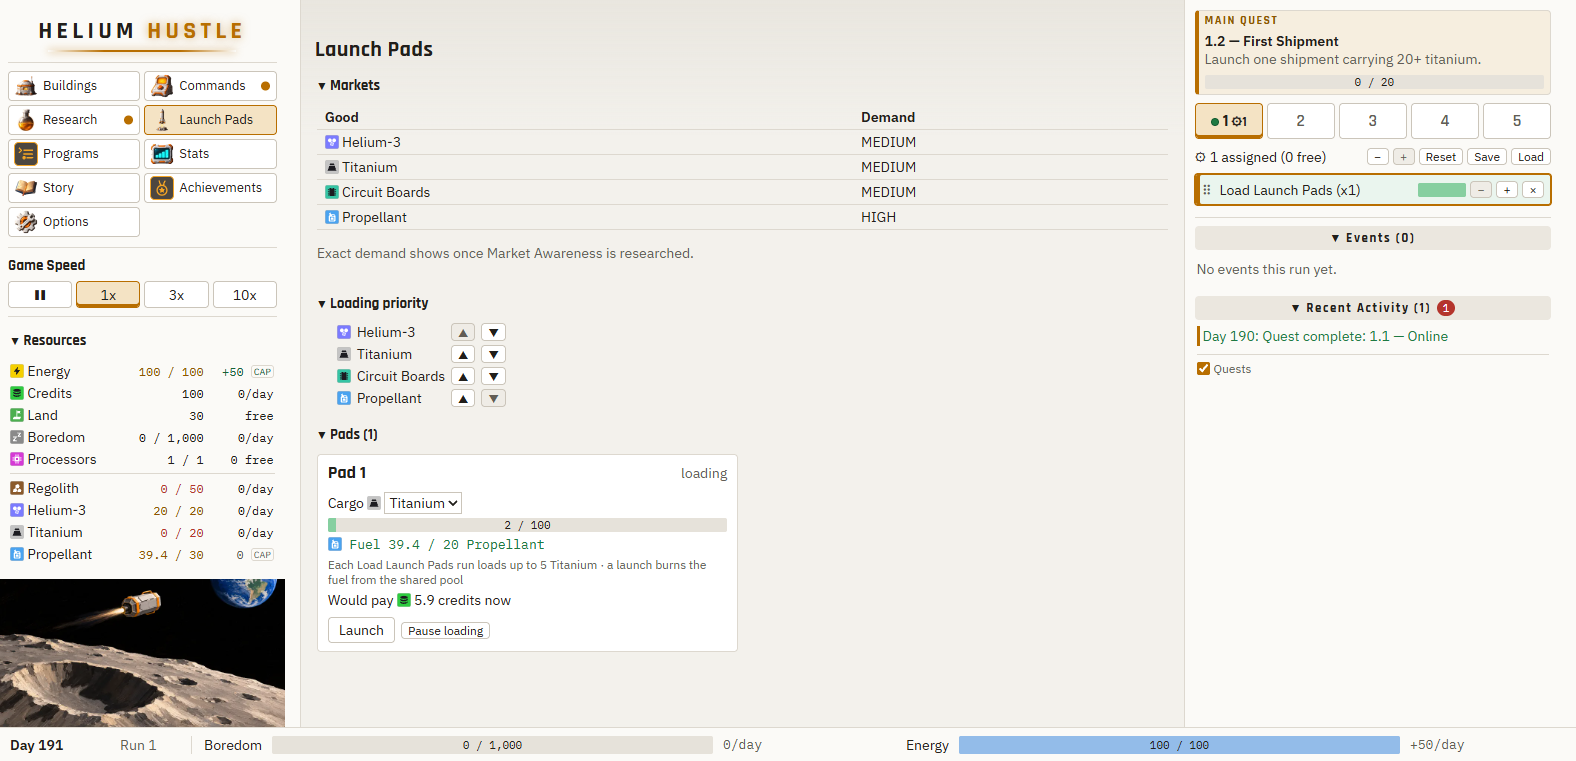 HELIUM HUSTLE
Buildings
Commands
Research
Launch Pads
Programs
Stats
Story
Achievements
Options
Game Speed
1x
3x
10x
▼ Resources
Energy 100 / 100 +50 CAP
Credits 100 0/day
Land 30 free
Boredom 0 / 1,000 0/day
Processors 1 / 1 0 free
Regolith 0 / 50 0/day
Helium-3 20 / 20 0/day
Titanium 0 / 20 0/day
Propellant 39.4 / 30 0 CAP
Launch Pads
▼ Markets
Good Demand
Helium-3 MEDIUM
Titanium MEDIUM
Circuit Boards MEDIUM
Propellant HIGH
Exact demand shows once Market Awareness is researched.
▼ Loading priority
Helium-3 ▲ ▼
Titanium ▲ ▼
Circuit Boards ▲ ▼
Propellant ▲ ▼
▼ Pads (1)
Pad 1 loading
Cargo Titanium
2 / 100
Fuel 39.4 / 20 Propellant
Each Load Launch Pads run loads up to 5 Titanium · a launch burns the
fuel from the shared pool
Would pay 5.9 credits now
Launch Pause loading
MAIN QUEST
1.2 — First Shipment
Launch one shipment carrying 20+ titanium.
0 / 20
1 ⚙1 2 3 4 5
⚙ 1 assigned (0 free) − + Reset Save Load
Load Launch Pads (x1) − + ×
▼ Events (0)
No events this run yet.
▼ Recent Activity (1) 1
Day 190: Quest complete: 1.1 — Online
Quests
Day 191 Run 1 Boredom 0 / 1,000 0/day Energy 100 / 100 +50/day